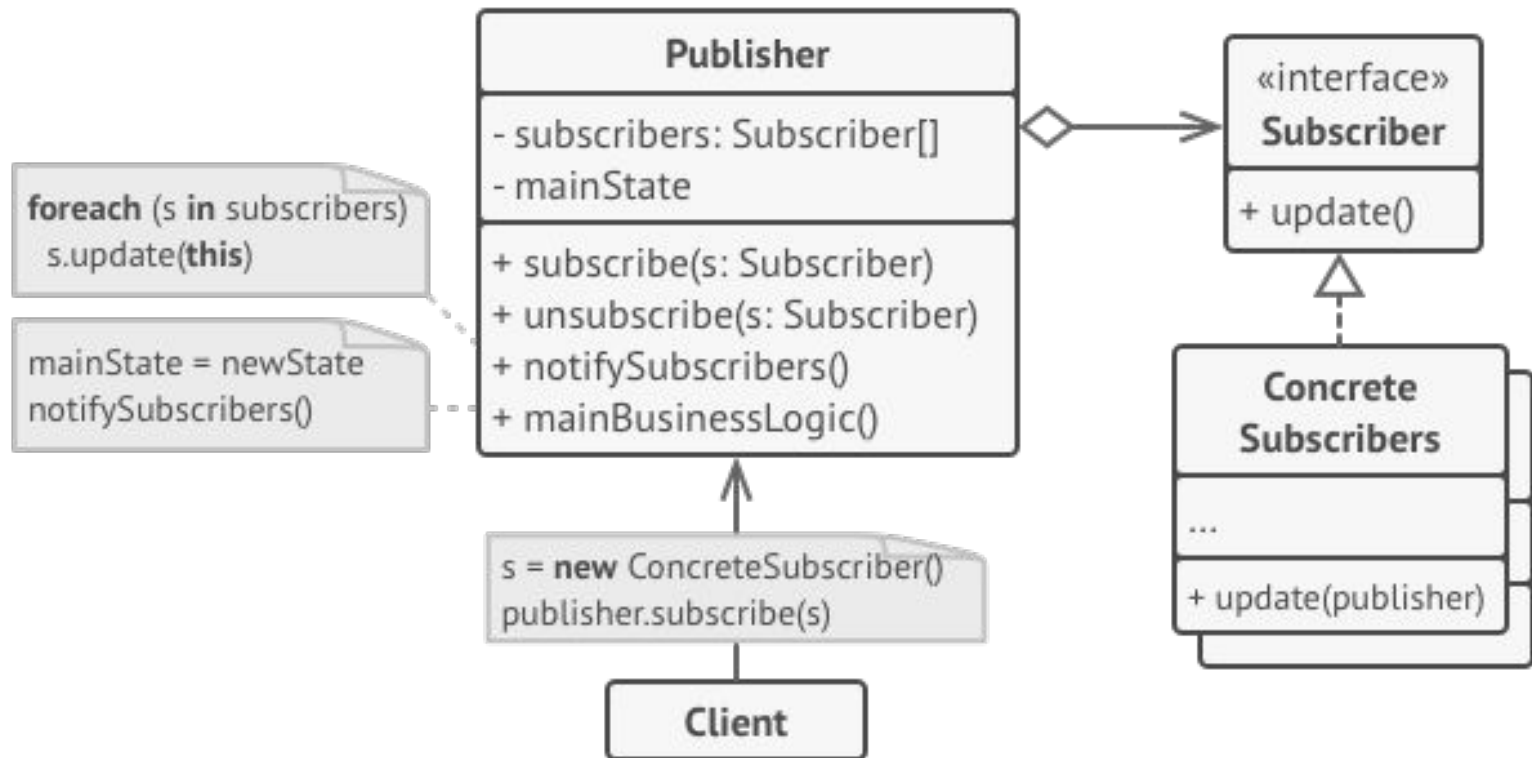 Publisher
- subscribers: Subscriber[]
- mainState
+ subscribe(s: Subscriber)
+ unsubscribe(s: Subscriber)
+ notifySubscribers()
+ mainBusinessLogic()
«interface»
Subscriber
+ update()
foreach (s in subscribers)
s.update(this)
mainState = newState
notifySubscribers()
Concrete
Subscribers
...
+ update(publisher)
s = new ConcreteSubscriber()
publisher.subscribe(s)
Client